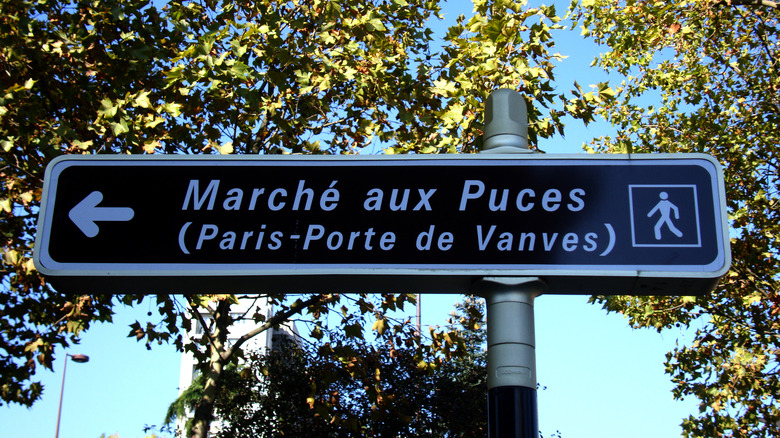 Marché aux Puces
(Paris-Porte de Vanves)